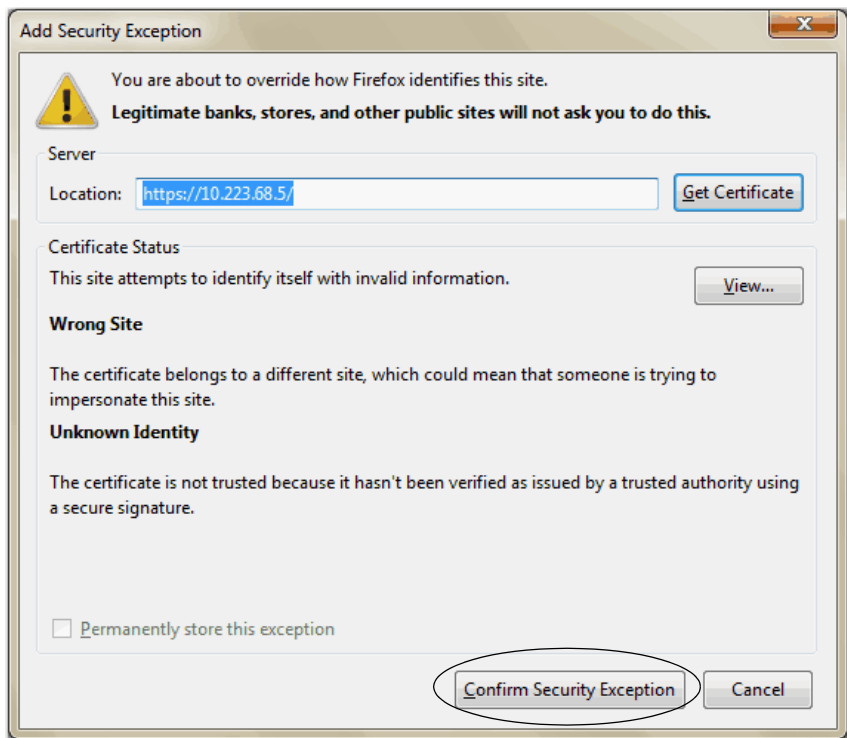 Add Security Exception
You are about to override how Firefox identifies this site.
Legitimate banks, stores, and other public sites will not ask you to do this.
Server
Location: https://10.223.68.5/ Get Certificate
Certificate Status
This site attempts to identify itself with invalid information.
View...
Wrong Site
The certificate belongs to a different site, which could mean that someone is trying to
impersonate this site.
Unknown Identity
The certificate is not trusted because it hasn't been verified as issued by a trusted authority using
a secure signature.
Permanently store this exception
Confirm Security Exception Cancel